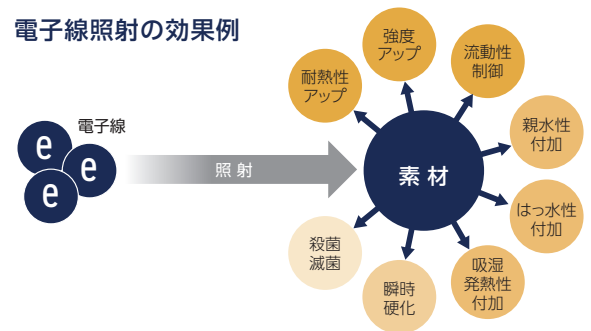 電子線照射の効果例
電子線
e
e
e
照射
素材
耐熱性
アップ
強度
アップ
流動性
制御
親水性
付加
はっ水性
付加
吸湿
発熱性
付加
瞬時
硬化
殺菌
滅菌